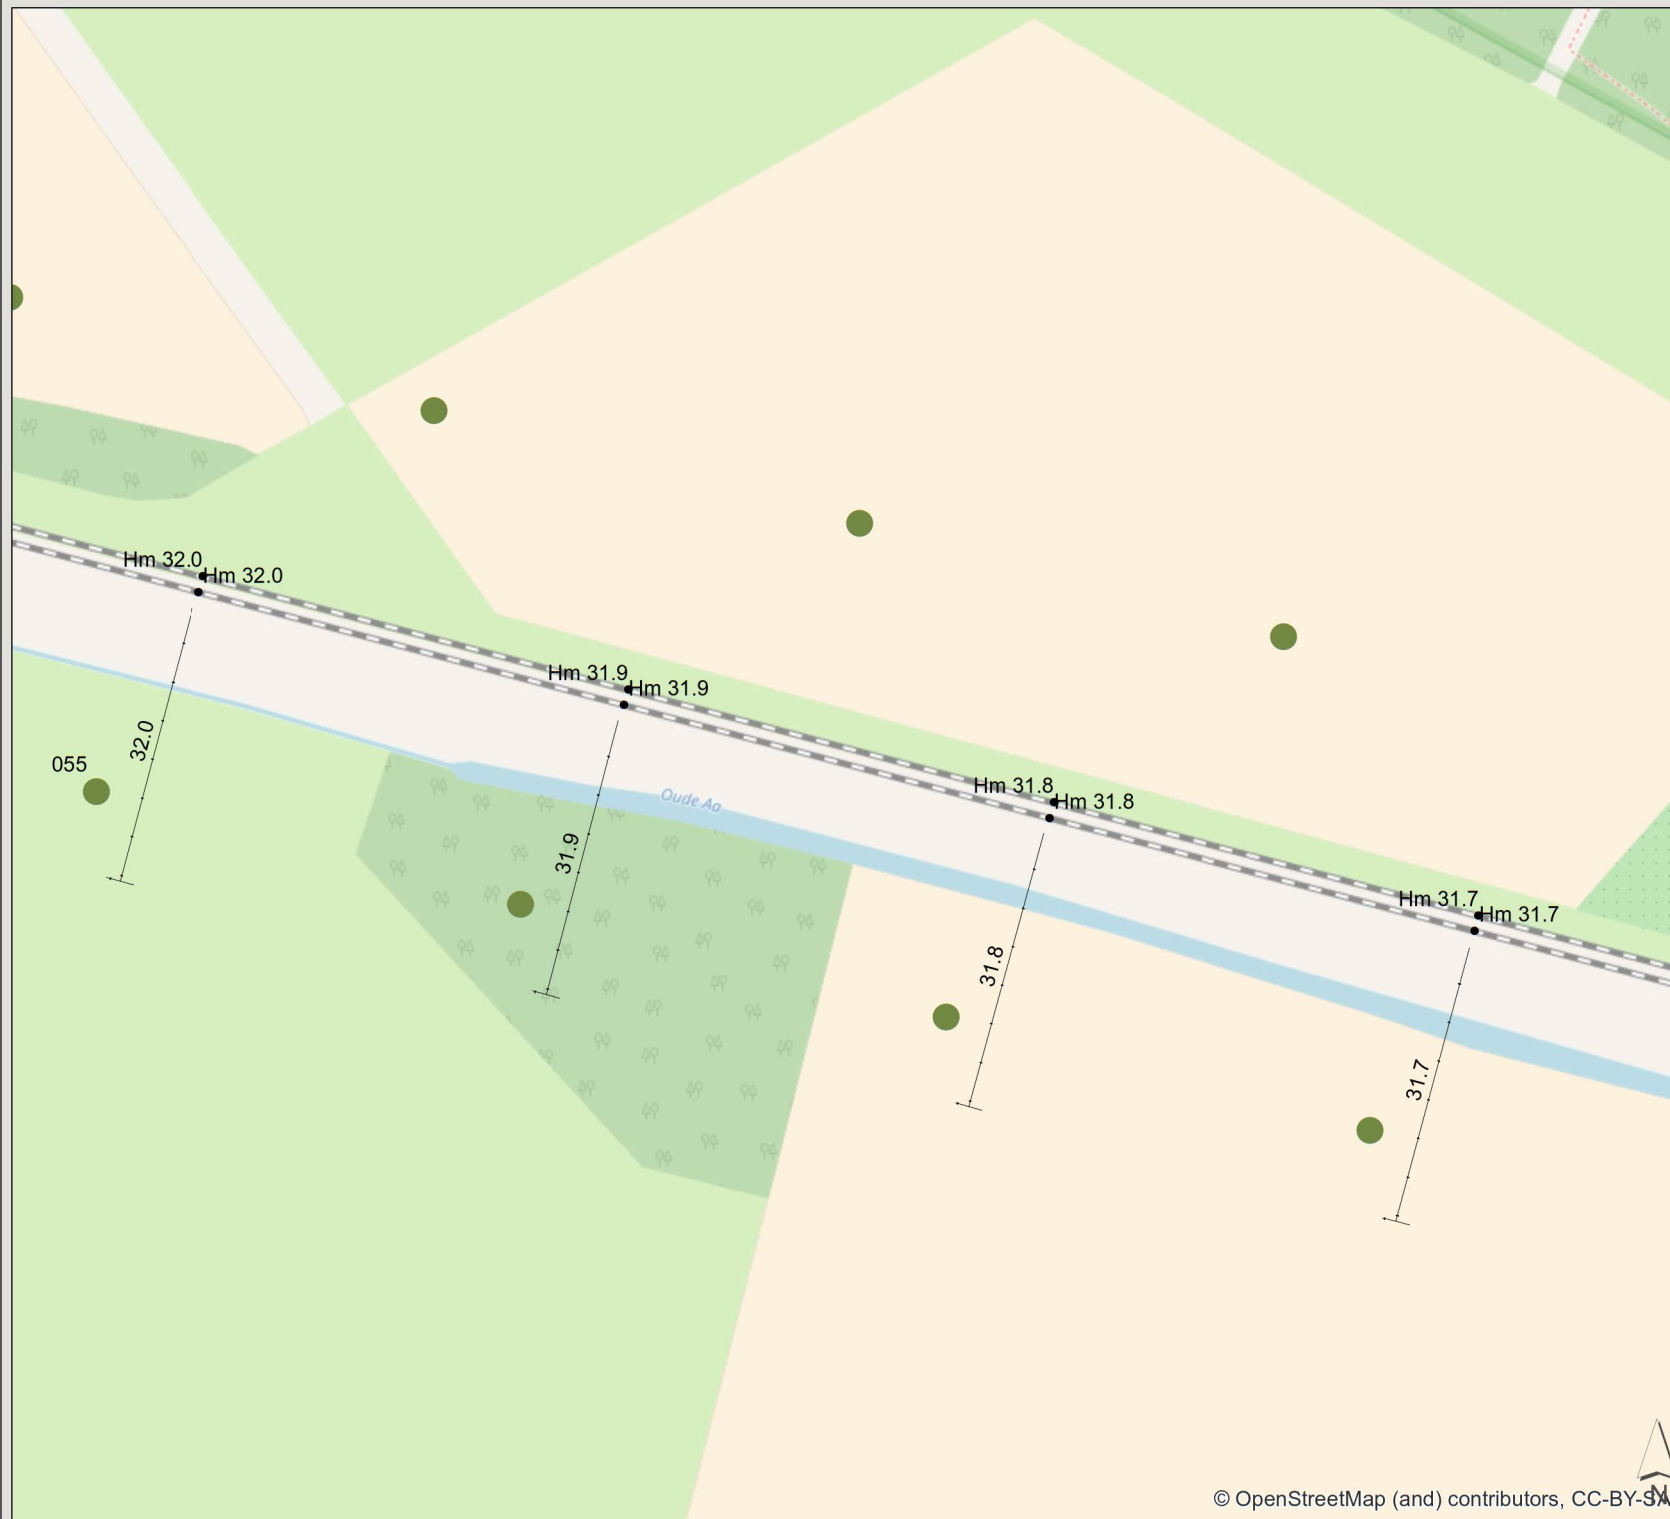 Hm 32.0
Hm 32.0
Hm 31.9
Hm 31.9
32.0
055
Oude Aa
Hm 31.8
Hm 31.8
31.9
Hm 31.7
Hm 31.7
31.8
31.7
© OpenStreetMap (and) contributors, CC-BY-SA
N